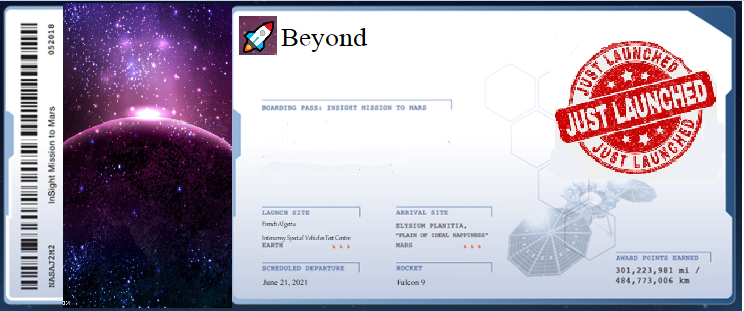 052018
InSight Mission to Mars
NASAJ2M2
Beyond
JUST LAUNCHED
JUST LAUNCHED
JUST LAUNCHED
BOARDING PASS: INSIGHT MISSION TO MARS
LAUNCH SITE
French Algeria
Interarmy Special Vehicles Test Centre
EARTH
ARRIVAL SITE
ELYSIUM PLANITIA,
"PLAIN OF IDEAL HAPPINESS"
MARS
SCHEDULED DEPARTURE
June 21, 2021
ROCKET
Falcon 9
AWARD POINTS EARNED
301,223,981 mi /
484,773,006 km